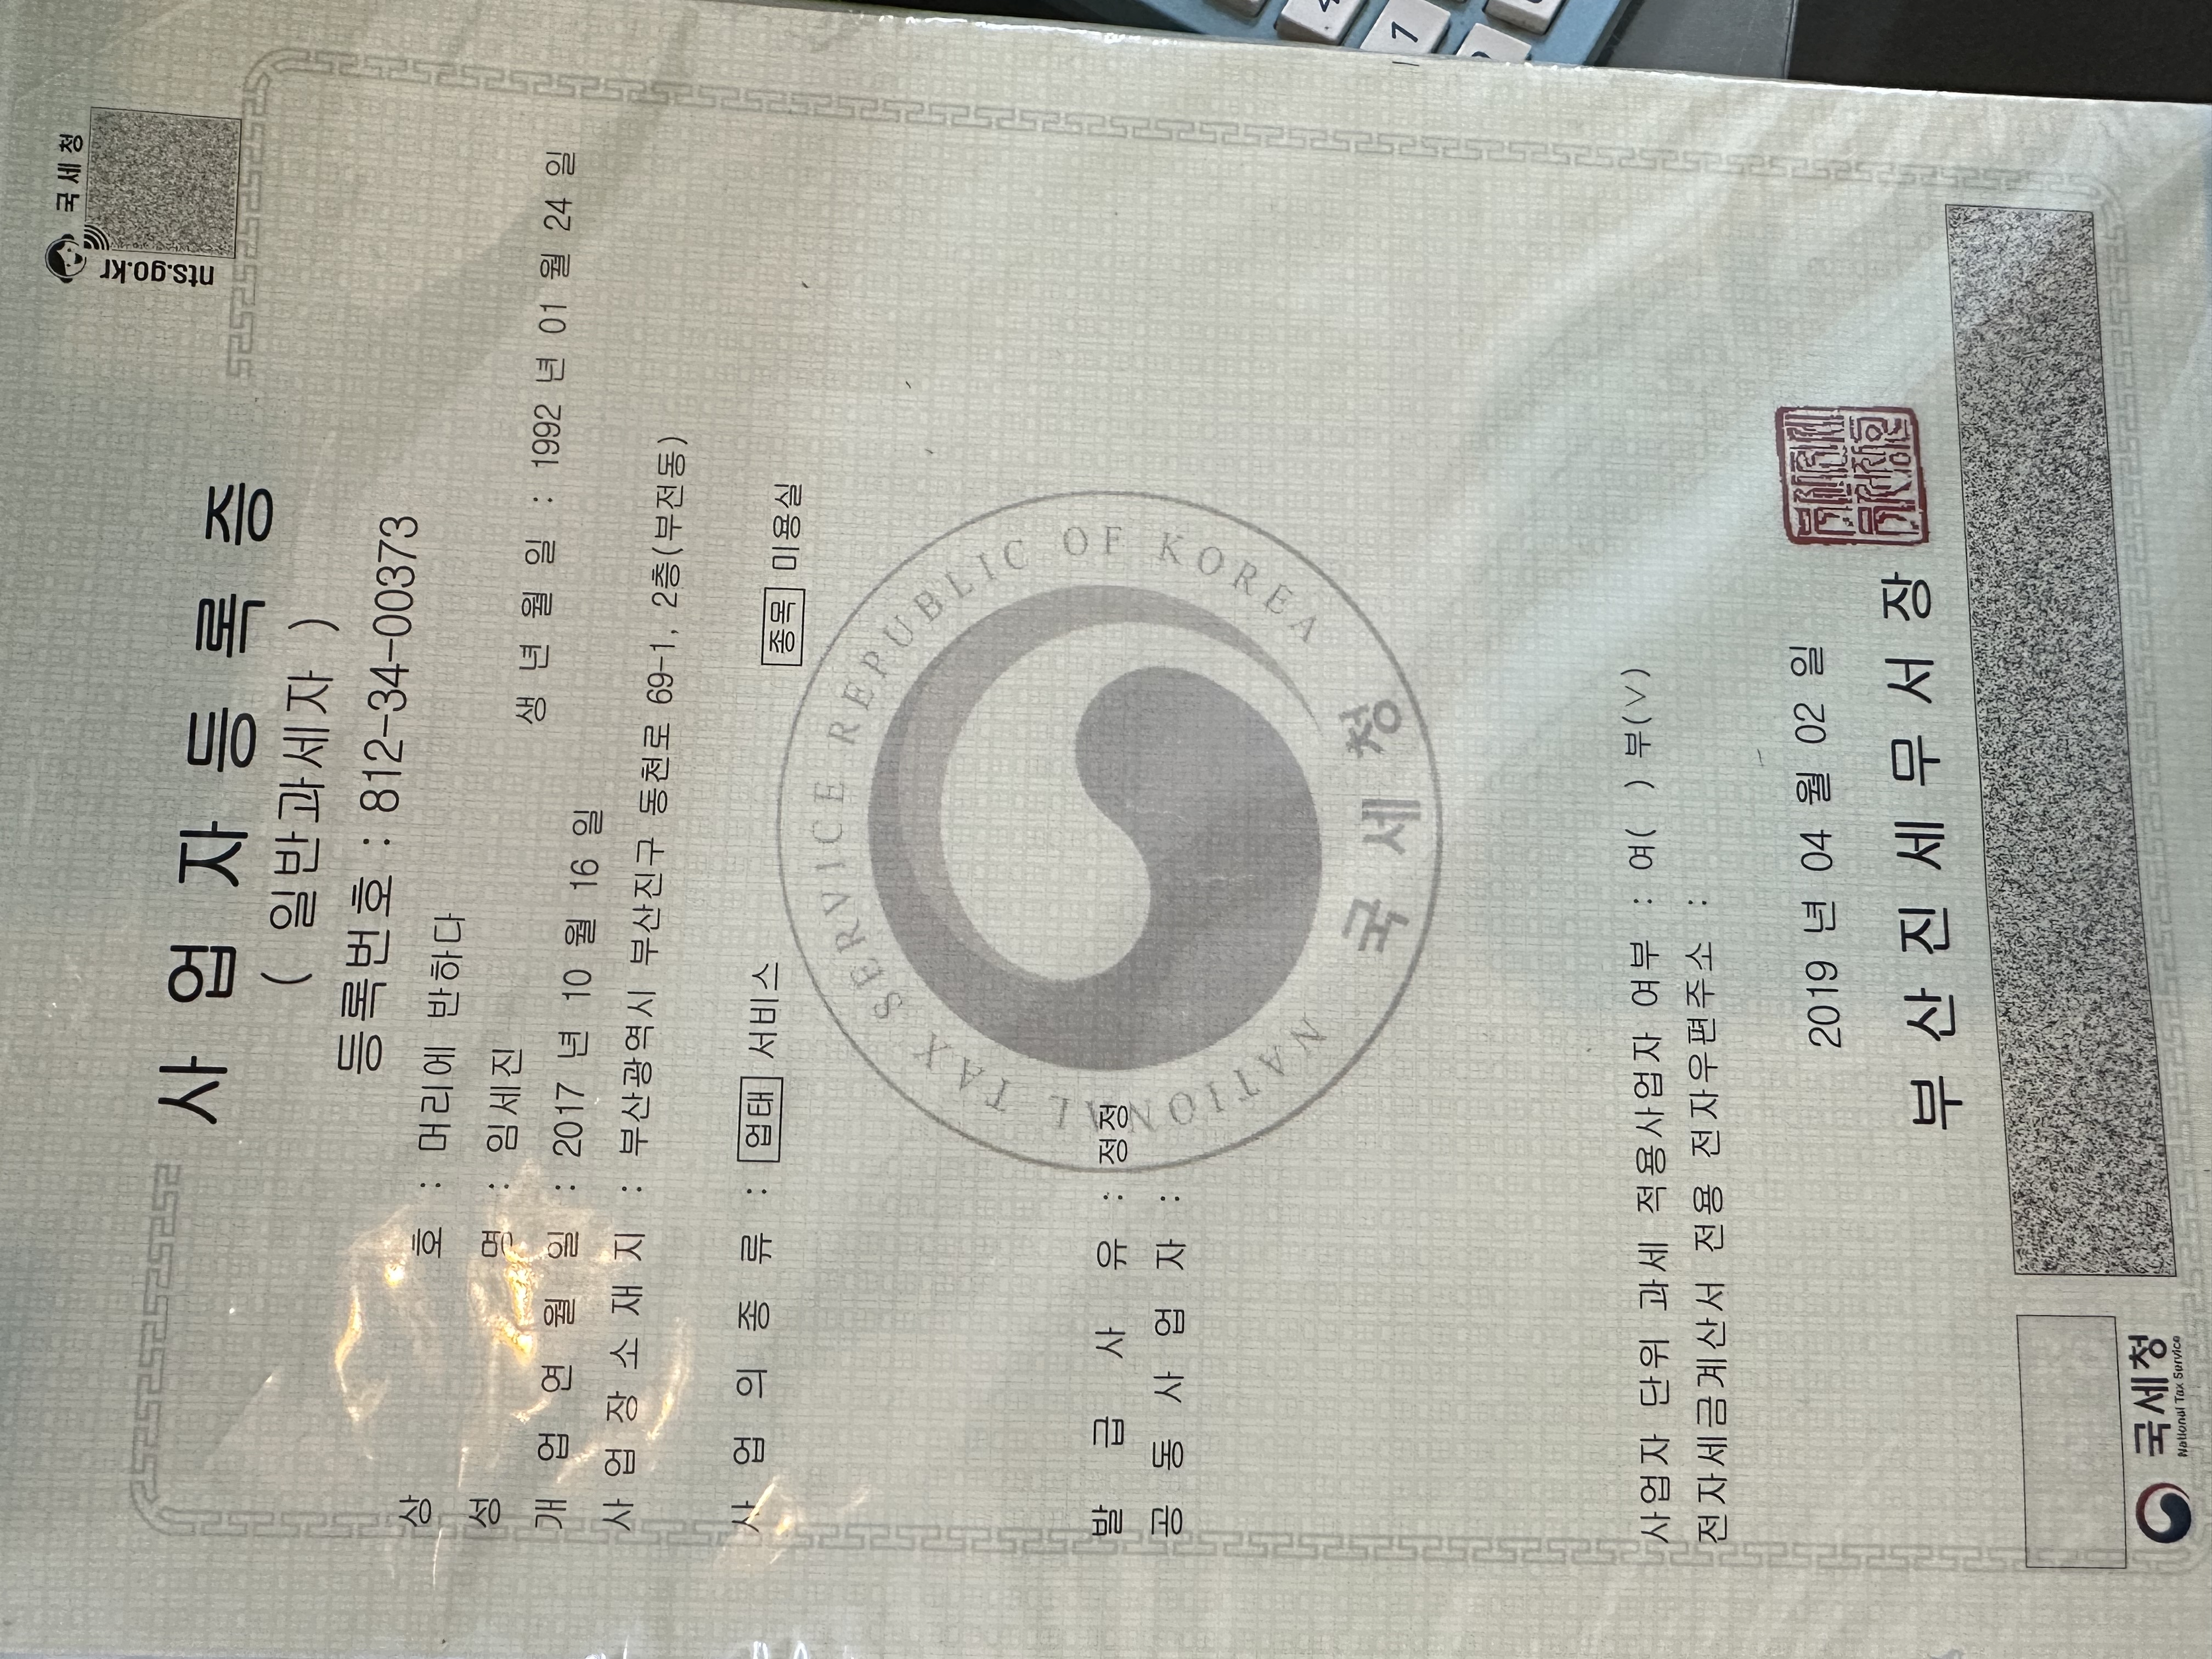 국세청
nts.go.kr
사업자등록증
( 일반과세자 )
등록번호 : 812-34-00373
상 호 : 머리에 반하다
성 명 : 임세진 생 년 월 일 : 1992 년 01 월 24 일
개 업 연 월 일 : 2017 년 10 월 16 일
사 업 장 소 재 지 : 부산광역시 부산진구 동천로 69-1, 2층(부전동)
사 업 의 종 류 : 업태 서비스 종목 미용실
NATIONAL TAX SERVICE REPUBLIC OF KOREA
국세청
발 급 사 유 : 정정
공 동 사 업 자 :
사업자 단위 과세 적용사업자 여부 : 여( ) 부(v)
전자세금계산서 전용 전자우편주소 :
2019 년 04 월 02 일
부 산 진 세 무 서 장
국세청
National Tax Service